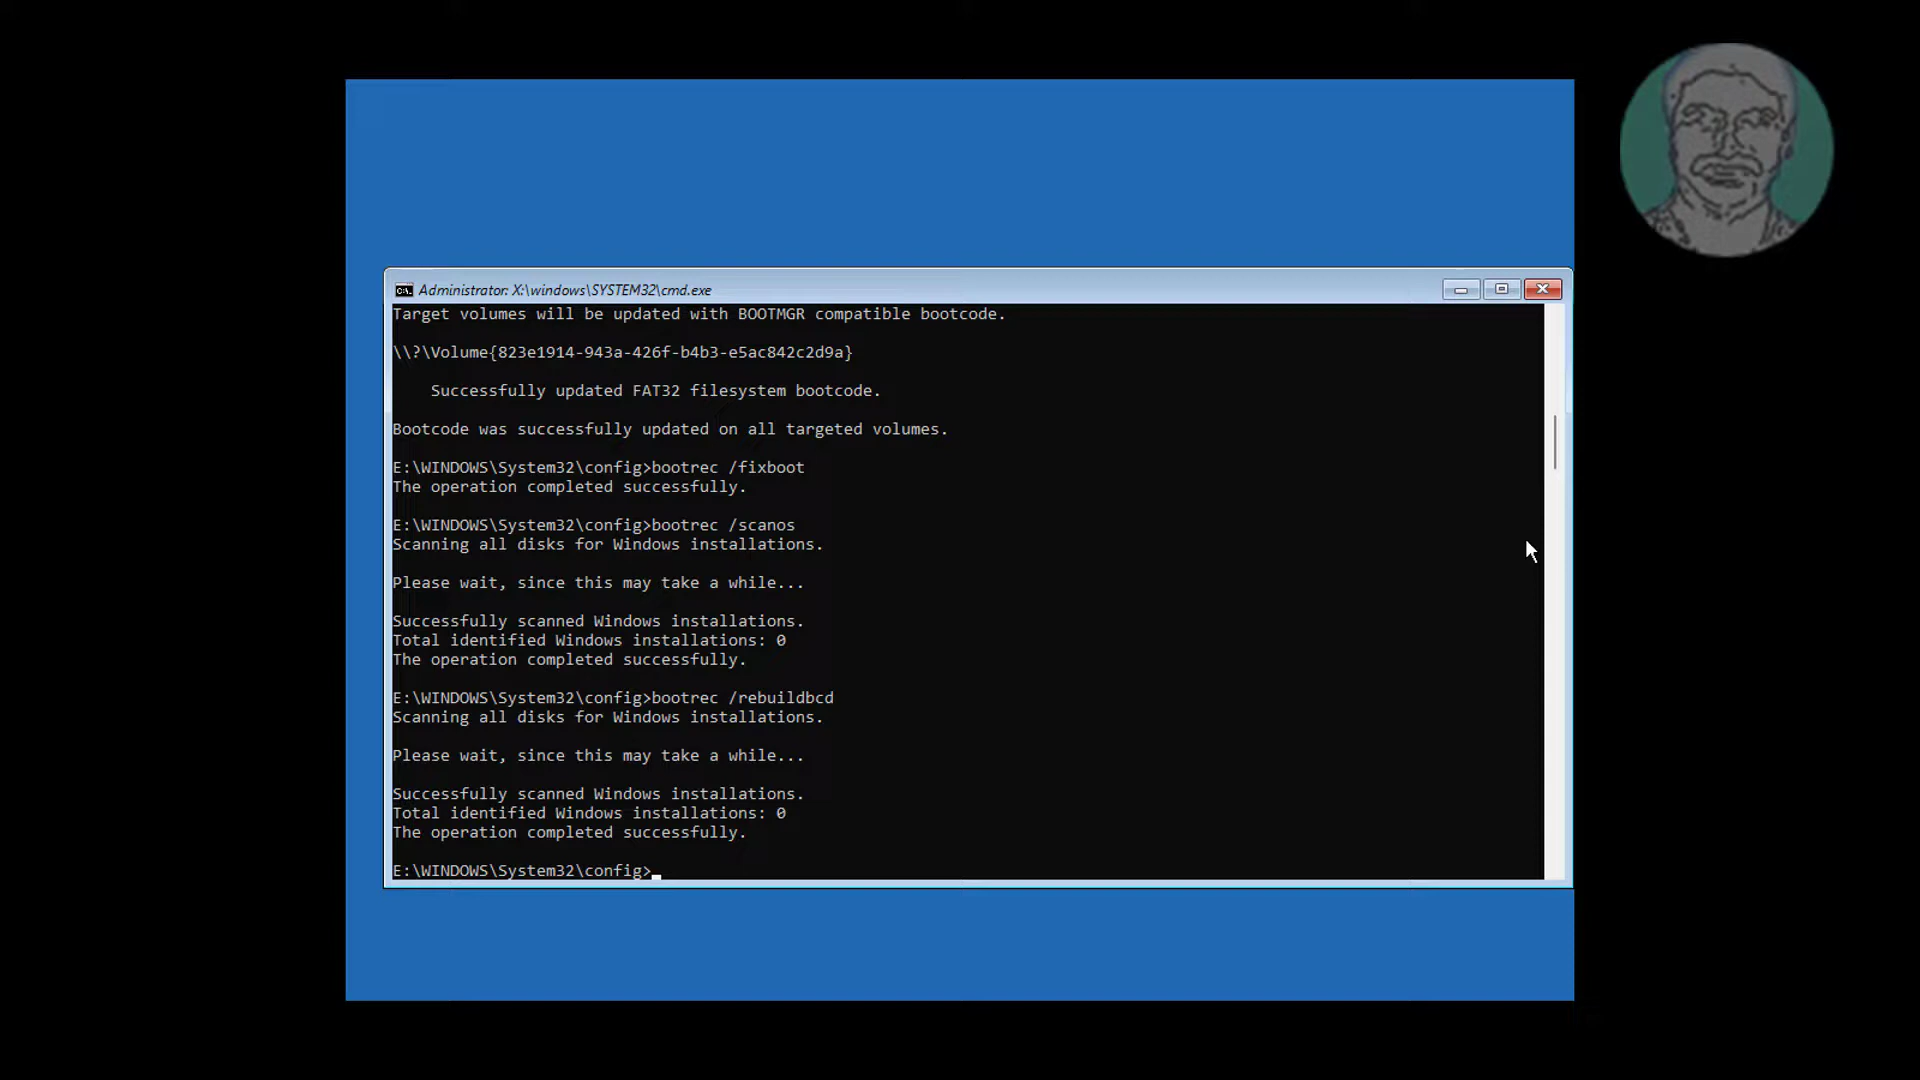 Administrator: X:\windows\SYSTEM32\cmd.exe
Target volumes will be updated with BOOTMGR compatible bootcode.
\\?\Volume{823e1914-943a-426f-b4b3-e5ac842c2d9a}
Successfully updated FAT32 filesystem bootcode.
Bootcode was successfully updated on all targeted volumes.
E:\WINDOWS\System32\config>bootrec /fixboot
The operation completed successfully.
E:\WINDOWS\System32\config>bootrec /scanos
Scanning all disks for Windows installations.
Please wait, since this may take a while...
Successfully scanned Windows installations.
Total identified Windows installations: 0
The operation completed successfully.
E:\WINDOWS\System32\config>bootrec /rebuildbcd
Scanning all disks for Windows installations.
Please wait, since this may take a while...
Successfully scanned Windows installations.
Total identified Windows installations: 0
The operation completed successfully.
E:\WINDOWS\System32\config>